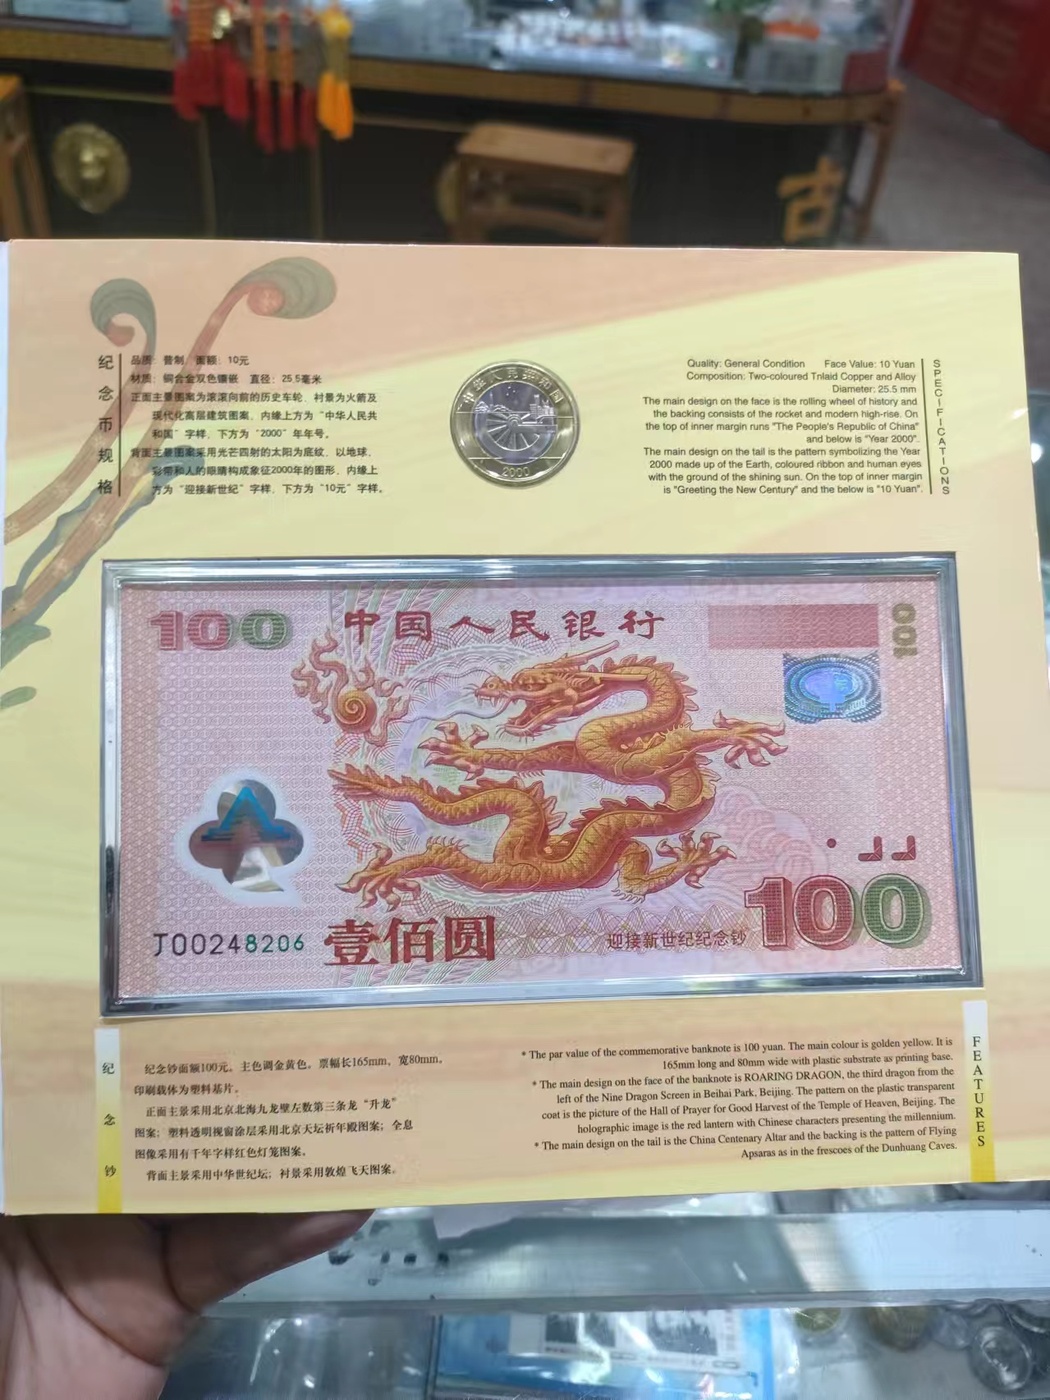 古
纪念币规格
品质：普制，面额：10元
材质：铜合金双色镶嵌 直径：25.5毫米
正面主景图案为滚滚向前的历史车轮、衬景为火箭及
现代化高层建筑图案，内缘上方为“中华人民共
和国”字样，下方为“2000”年年号。
背面主景图案采用光芒四射的太阳为底纹，以地球、
彩带和人的眼睛构成象征2000年的图形，内缘上
方为“迎接新世纪”字样，下方为“10元”字样。
中华人民共和国
2000
Quality: General Condition Face Value: 10 Yuan
Composition: Two-coloured Tnlaid Copper and Alloy
Diameter: 25.5 mm
The main design on the face is the rolling wheel of history and
the backing consists of the rocket and modern high-rise. On
the top of inner margin runs "The People's Republic of China"
and below is "Year 2000".
The main design on the tail is the pattern symbolizing the Year
2000 made up of the Earth, coloured ribbon and human eyes
with the ground of the shining sun. On the top of inner margin
is "Greeting the New Century" and the below is "10 Yuan".
SPECIFICATIONS
100
中国人民银行
100
J00248206
壹佰圆
迎接新世纪纪念钞
100
纪念钞
纪念钞面额100元，主色调金黄色，票幅长165mm，宽80mm，
印刷载体为塑料基片。
正面主景采用北京北海九龙壁左数第三条龙“升龙”
图案；塑料透明视窗涂层采用北京天坛祈年殿图案；全息
图像采用有千年字样红色灯笼图案。
背面主景采用中华世纪坛；衬景采用敦煌飞天图案。
* The par value of the commemorative banknote is 100 yuan. The main colour is golden yellow. It is
165mm long and 80mm wide with plastic substrate as printing base.
* The main design on the face of the banknote is ROARING DRAGON, the third dragon from the
left of the Nine Dragon Screen in Beihai Park, Beijing. The pattern on the plastic transparent
coat is the picture of the Hall of Prayer for Good Harvest of the Temple of Heaven, Beijing. The
holographic image is the red lantern with Chinese characters presenting the millennium.
* The main design on the tail is the China Centenary Altar and the backing is the pattern of Flying
Apsaras as in the frescoes of the Dunhuang Caves.
FEATURES